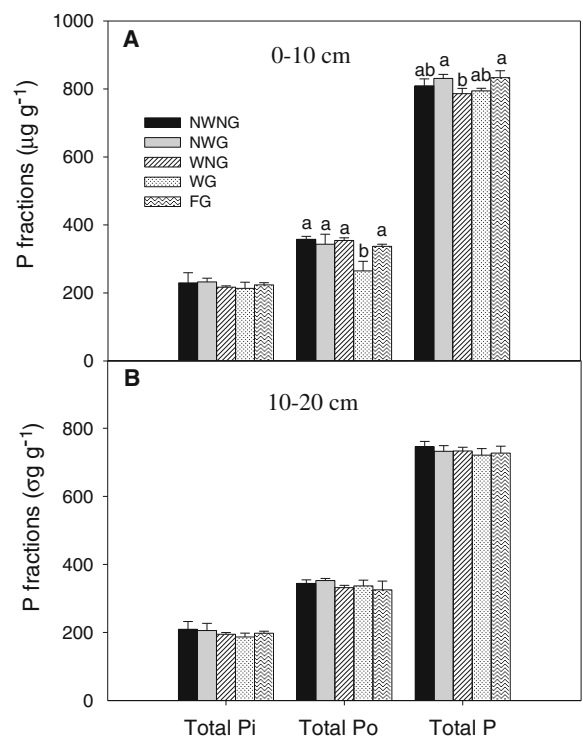 A
0-10 cm
P fractions (µg g⁻¹)
1000
800
600
400
200
0
NWNG
NWG
WNG
WG
FG
a a a b a
ab a b ab a
B
10-20 cm
P fractions (σg g⁻¹)
800
600
400
200
0
Total Pi Total Po Total P